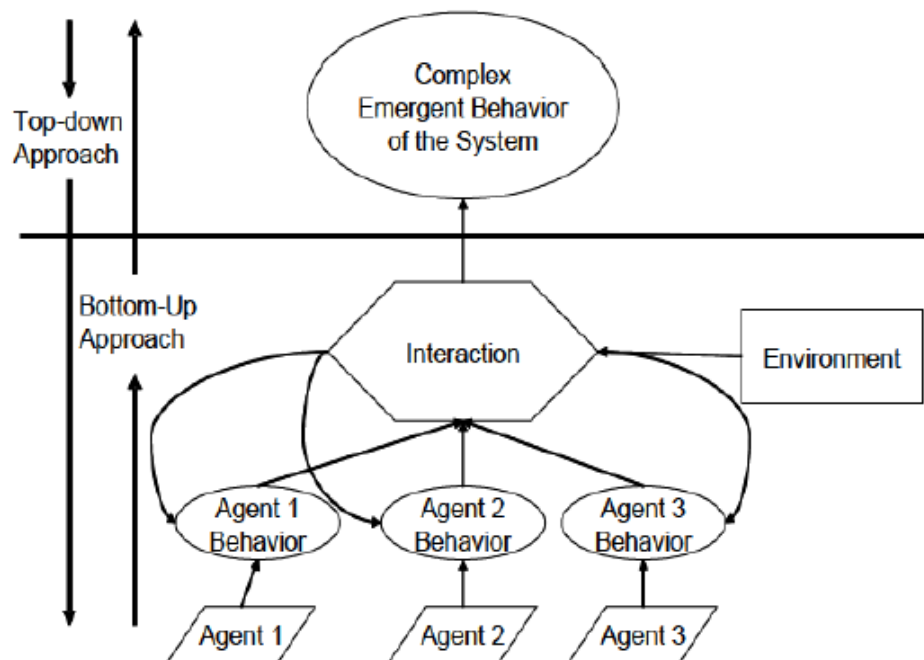 Complex
Emergent Behavior
of the System
Top-down
Approach
Bottom-Up
Approach
Interaction
Environment
Agent 1
Behavior
Agent 2
Behavior
Agent 3
Behavior
Agent 1
Agent 2
Agent 3